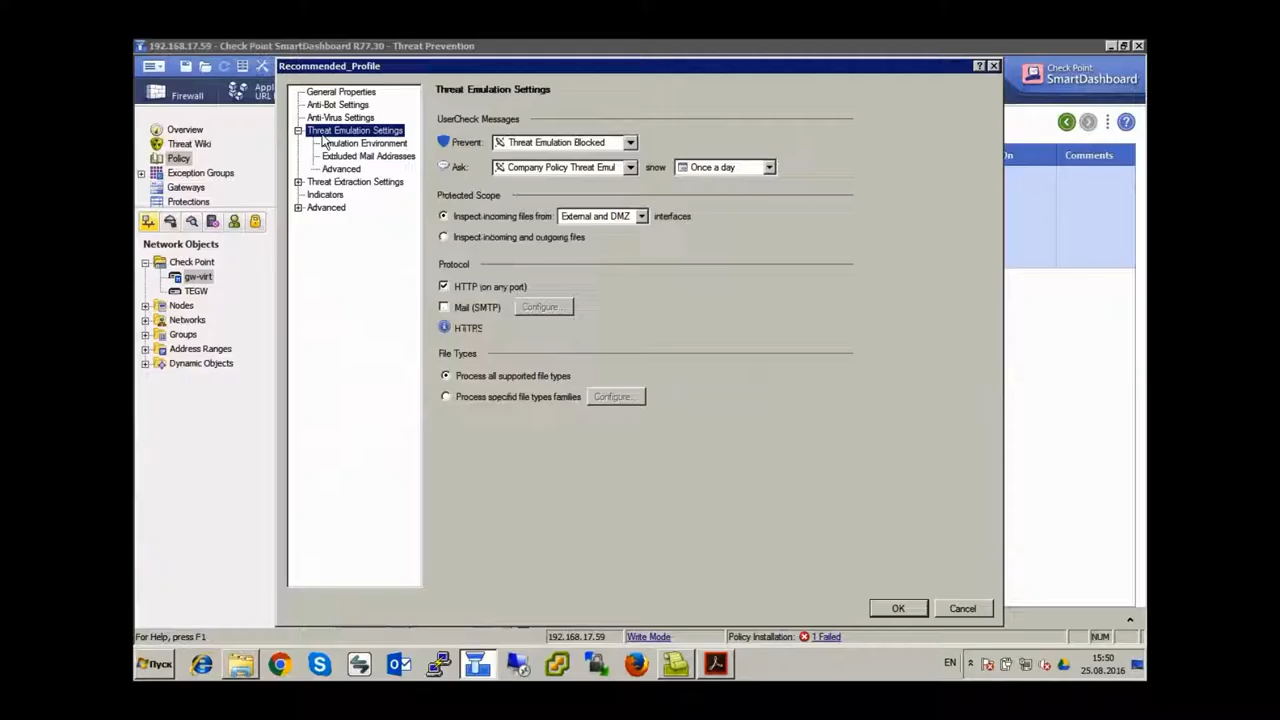 192.168.17.59 - Check Point SmartDashboard R77.30 - Threat Prevention
Recommended_Profile
Firewall
Appl
URL
Check Point
SmartDashboard
Overview
Threat Wiki
Policy
Exception Groups
Gateways
Protections
Network Objects
Check Point
gw-virt
TEGW
Nodes
Networks
Groups
Address Ranges
Dynamic Objects
General Properties
Anti-Bot Settings
Anti-Virus Settings
Threat Emulation Settings
Emulation Environment
Excluded Mail Addresses
Advanced
Threat Extraction Settings
Indicators
Advanced
Threat Emulation Settings
UserCheck Messages
Prevent: Threat Emulation Blocked
Ask: Company Policy Threat Emul show Once a day
Protected Scope
Inspect incoming files from External and DMZ interfaces
Inspect incoming and outgoing files
Protocol
HTTP (on any port)
Mail (SMTP) Configure...
HTTPS
File Types
Process all supported file types
Process specific file types families Configure...
OK Cancel
On Comments
For Help, press F1 192.168.17.59 Write Mode Policy Installation: 1 Failed NUM
Пуск EN 15:50
25.08.2016